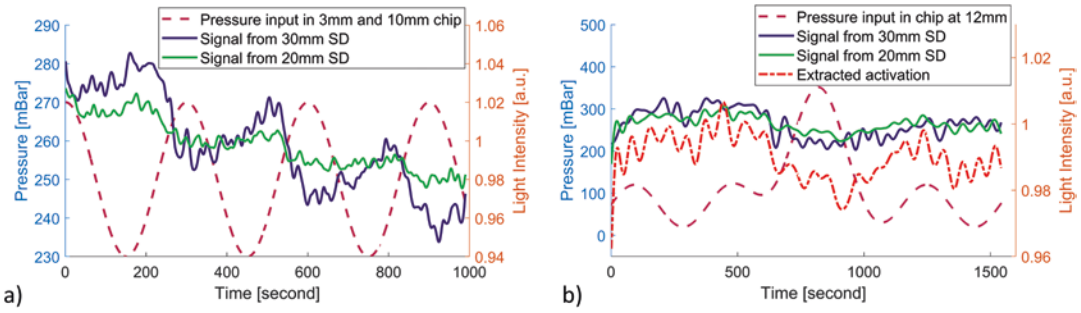 Pressure input in 3mm and 10mm chip
Signal from 30mm SD
Signal from 20mm SD
290
280
270
260
250
240
230
Pressure [mBar]
1.06
1.04
1.02
1
0.98
0.96
0.94
Light Intensity [a.u.]
0
200
400
600
800
1000
Time [second]
a)
Pressure input in chip at 12mm
Signal from 30mm SD
Signal from 20mm SD
Extracted activation
500
400
300
200
100
0
Pressure [mBar]
1.02
1
0.98
0.96
Light Intensity [a.u.]
0
500
1000
1500
Time [second]
b)